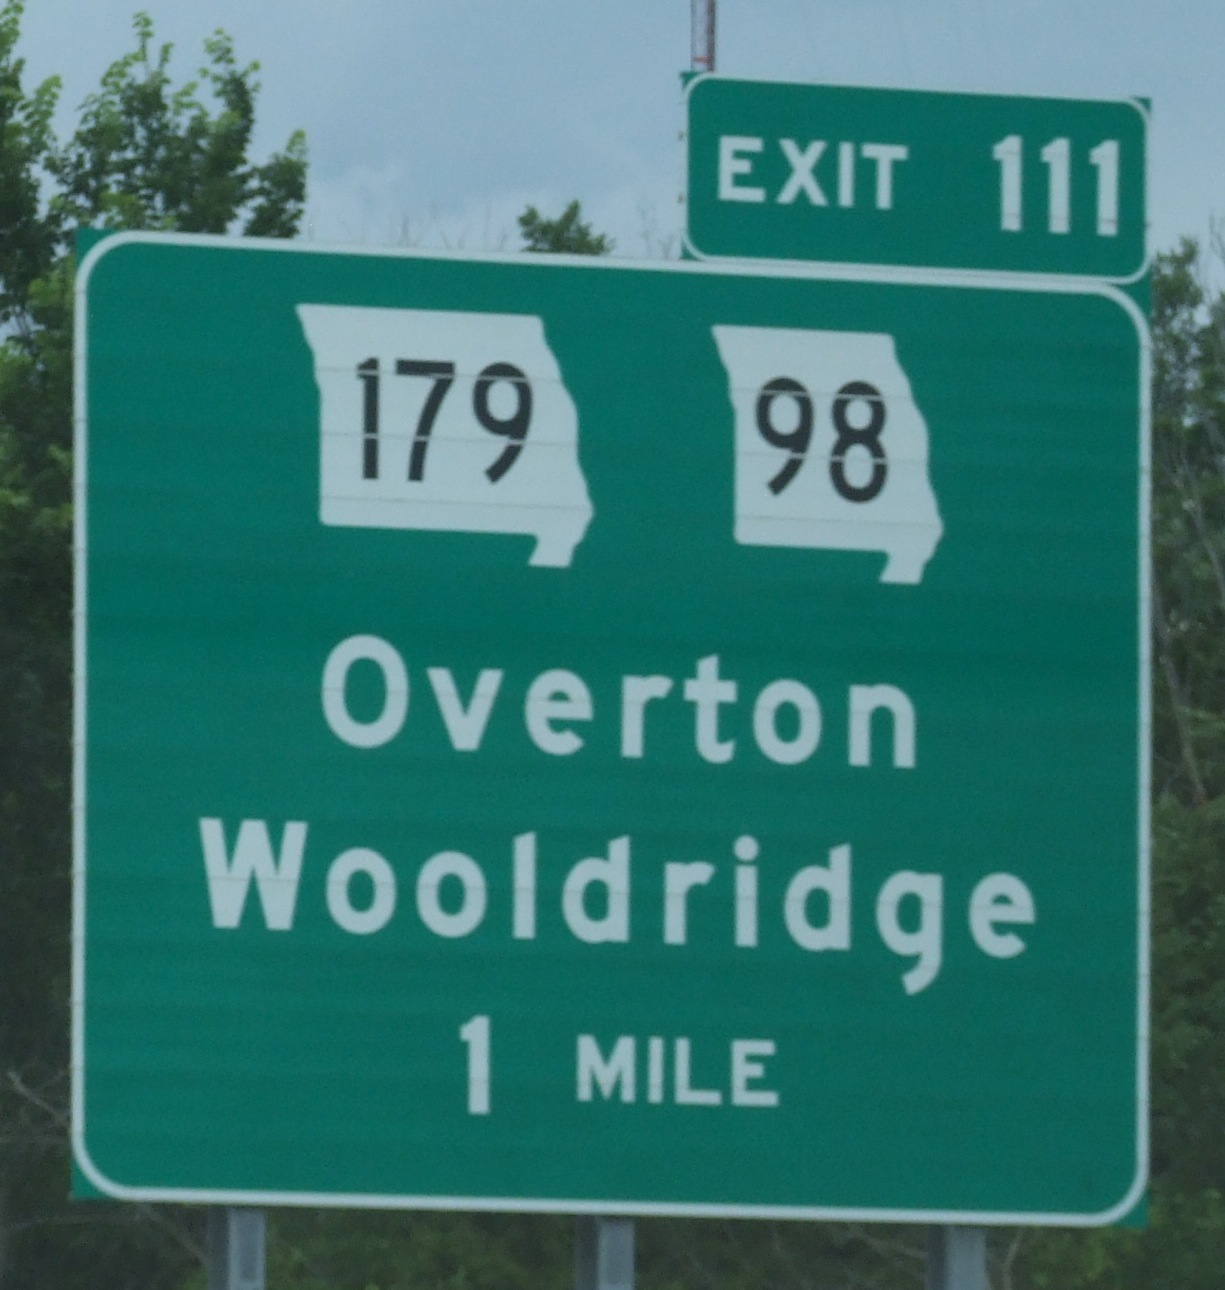 EXIT 111
179 98
Overton
Wooldridge
1 MILE